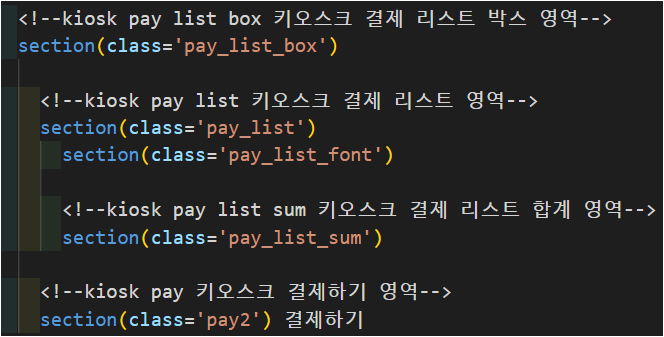 <!--kiosk pay list box 키오스크 결제 리스트 박스 영역-->
section(class='pay_list_box')
<!--kiosk pay list 키오스크 결제 리스트 영역-->
section(class='pay_list')
section(class='pay_list_font')
<!--kiosk pay list sum 키오스크 결제 리스트 합계 영역-->
section(class='pay_list_sum')
<!--kiosk pay 키오스크 결제하기 영역-->
section(class='pay2') 결제하기